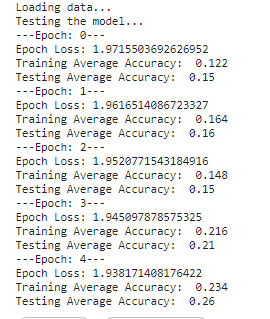 Loading data...
Testing the model...
---Epoch: 0---
Epoch Loss: 1.9715503692626952
Training Average Accuracy:  0.122
Testing Average Accuracy:  0.15
---Epoch: 1---
Epoch Loss: 1.9616514086723327
Training Average Accuracy:  0.164
Testing Average Accuracy:  0.16
---Epoch: 2---
Epoch Loss: 1.9520771543184916
Training Average Accuracy:  0.148
Testing Average Accuracy:  0.15
---Epoch: 3---
Epoch Loss: 1.945097878575325
Training Average Accuracy:  0.216
Testing Average Accuracy:  0.21
---Epoch: 4---
Epoch Loss: 1.938171408176422
Training Average Accuracy:  0.234
Testing Average Accuracy:  0.26